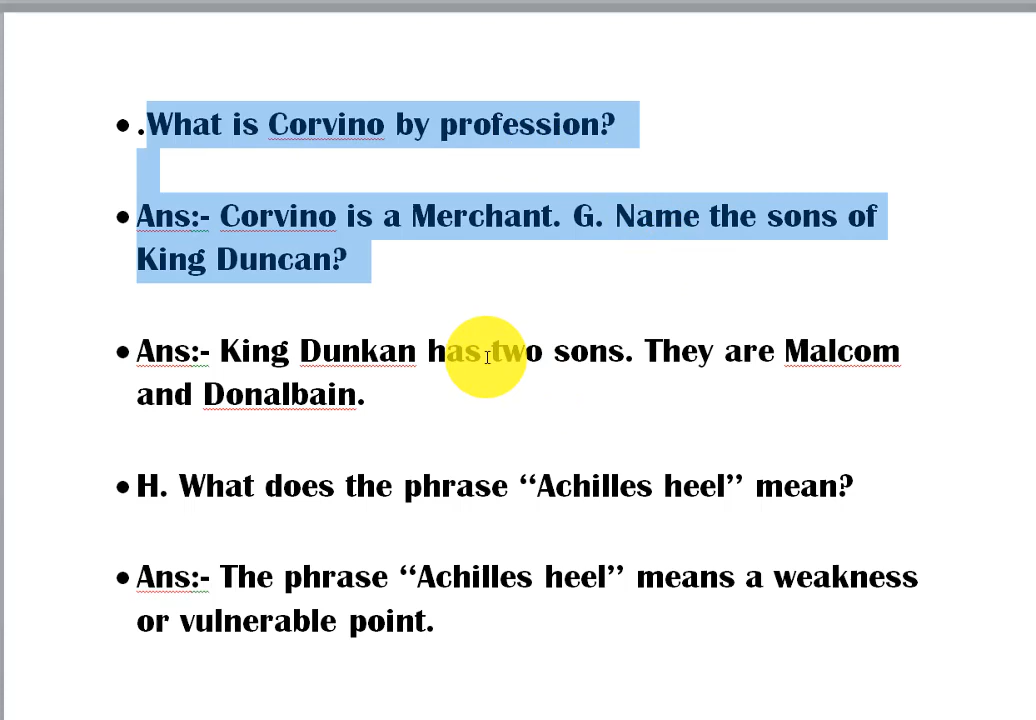 • .What is Corvino by profession?
• Ans:- Corvino is a Merchant. G. Name the sons of
King Duncan?
• Ans:- King Dunkan has two sons. They are Malcom
and Donalbain.
• H. What does the phrase “Achilles heel” mean?
• Ans:- The phrase “Achilles heel” means a weakness
or vulnerable point.